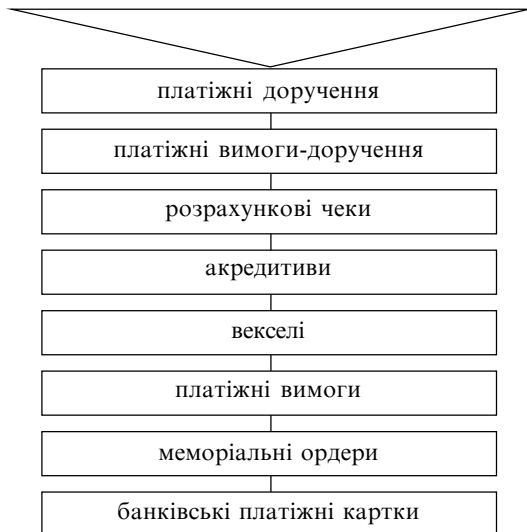 платіжні доручення
платіжні вимоги-доручення
розрахункові чеки
акредитиви
векселі
платіжні вимоги
меморіальні ордери
банківські платіжні картки